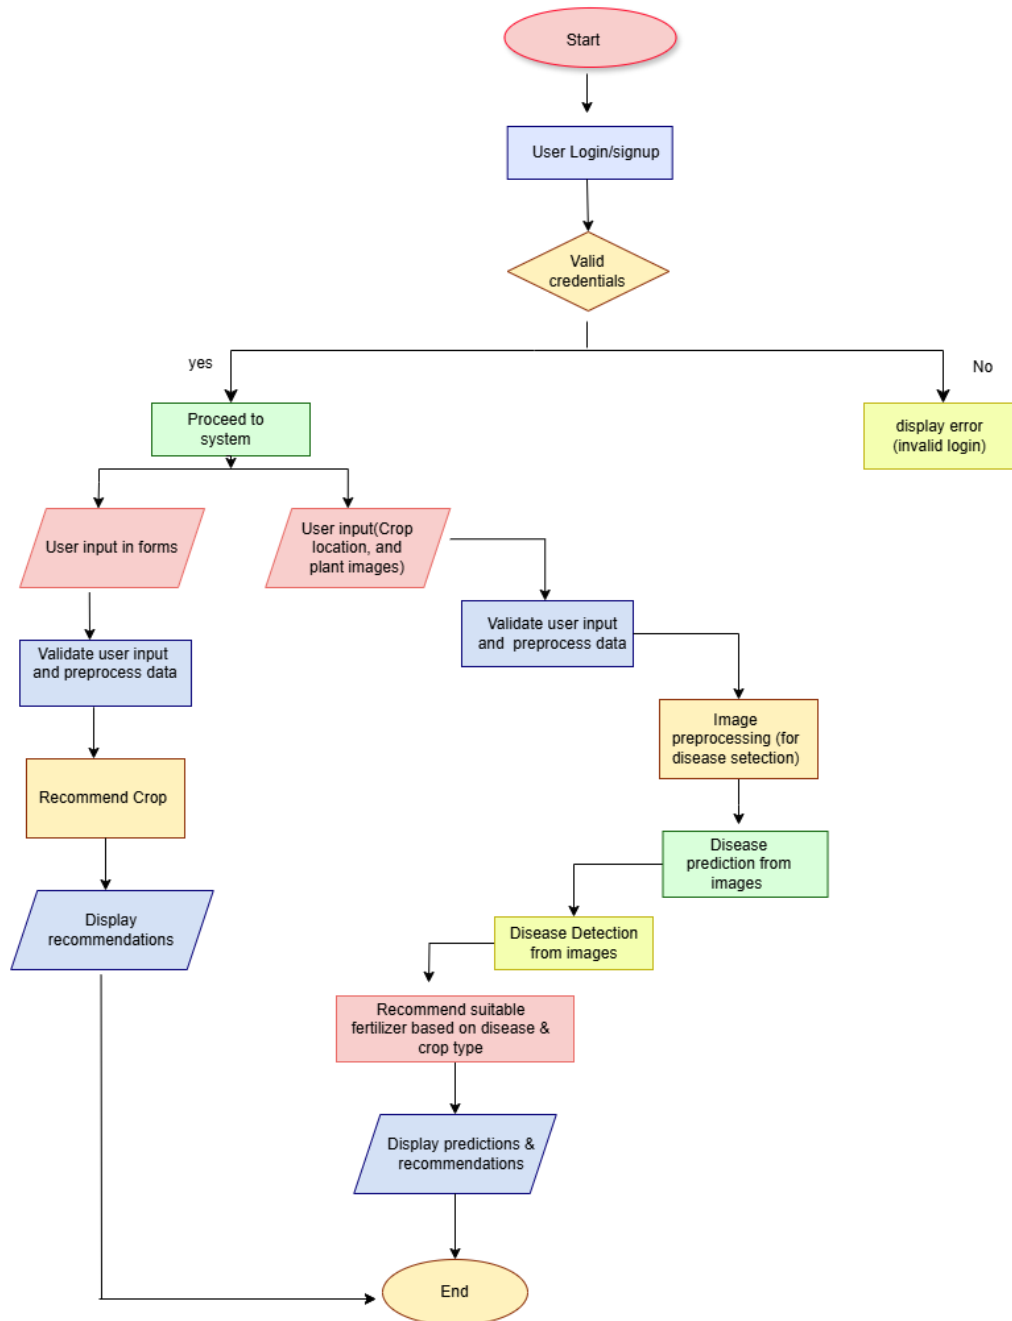 Start
User Login/signup
Valid
credentials
yes
No
Proceed to
system
display error
(invalid login)
User input in forms
User input(Crop
location, and
plant images)
Validate user input
and preprocess data
Validate user input
and preprocess data
Image
preprocessing (for
disease setection)
Recommend Crop
Disease
prediction from
images
Display
recommendations
Disease Detection
from images
Recommend suitable
fertilizer based on disease &
crop type
Display predictions &
recommendations
End